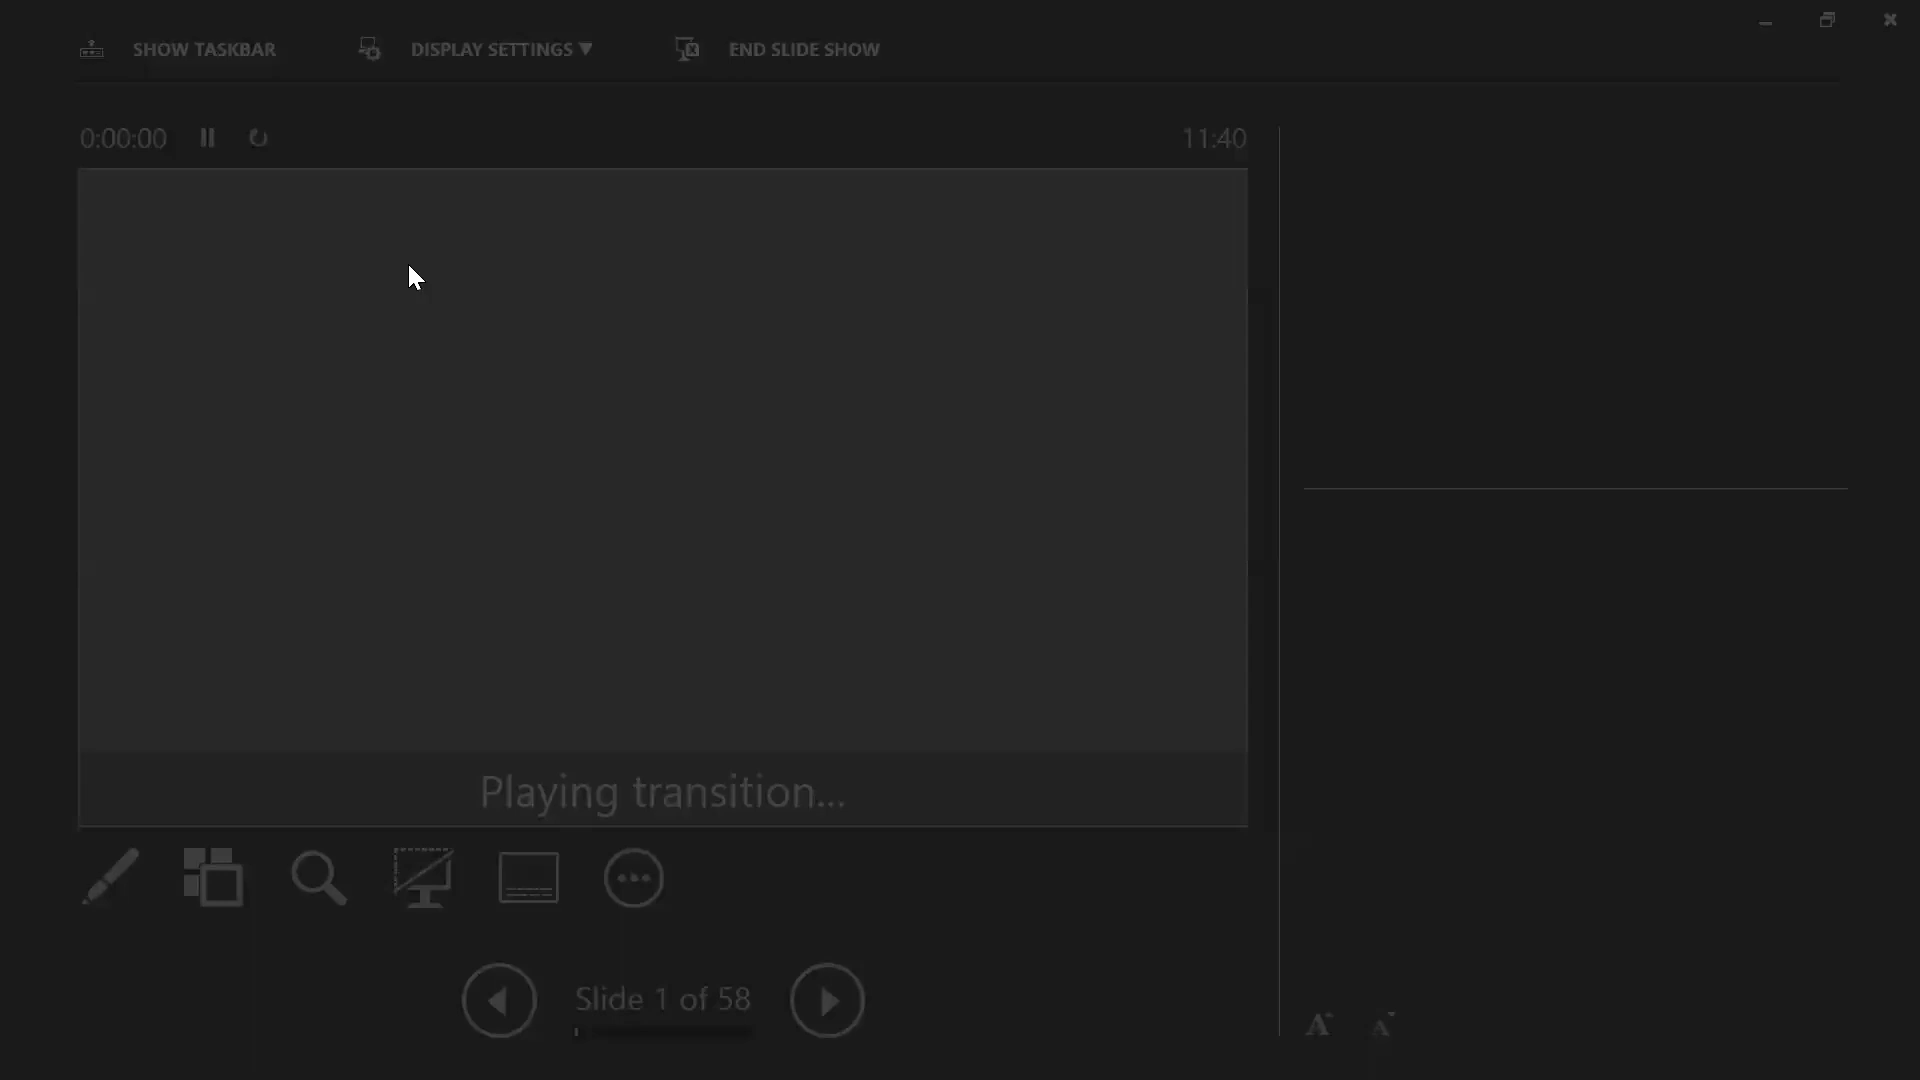 SHOW TASKBAR
DISPLAY SETTINGS ▼
END SLIDE SHOW
0:00:00
11:40
Playing transition...
Slide 1 of 58
A A